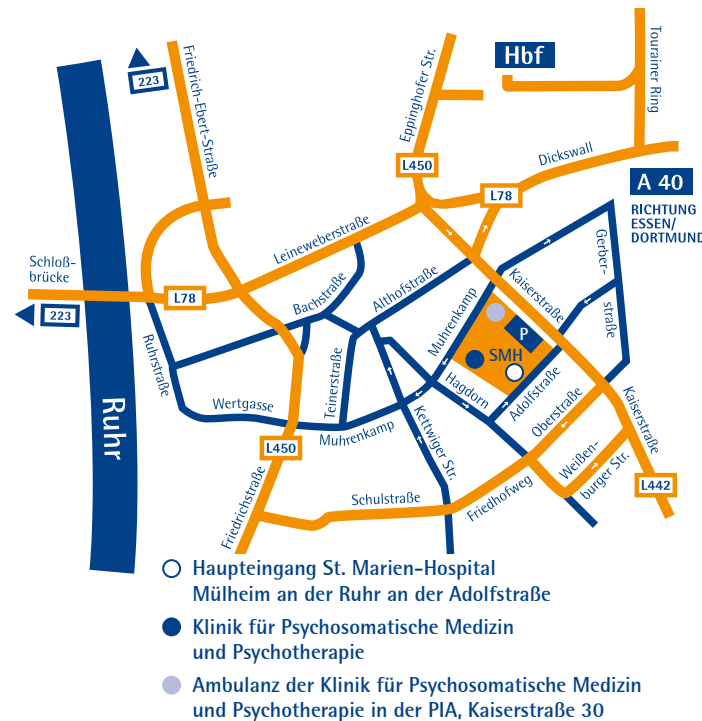 Hbf
Tourainer Ring
223
Friedrich-Ebert-Straße
Eppinghofer Str.
L450
Dickswall
L78
A 40
RICHTUNG
ESSEN/
DORTMUND
Leineweberstraße
Schloß-
brücke
L78
223
Bachstraße
Althofstraße
Kaiserstraße
Gerber-
straße
Muhrenkamp
P
SMH
Ruhrstraße
Teinerstraße
Hagdorn
Adolfstraße
Wertgasse
Muhrenkamp
Kettwiger Str.
Oberstraße
Kaiserstraße
Ruhr
L450
Weißen-
burger Str.
L442
Friedrichstraße
Schulstraße
Friedhofweg
Haupteingang St. Marien-Hospital
Mülheim an der Ruhr an der Adolfstraße
Klinik für Psychosomatische Medizin
und Psychotherapie
Ambulanz der Klinik für Psychosomatische Medizin
und Psychotherapie in der PIA, Kaiserstraße 30